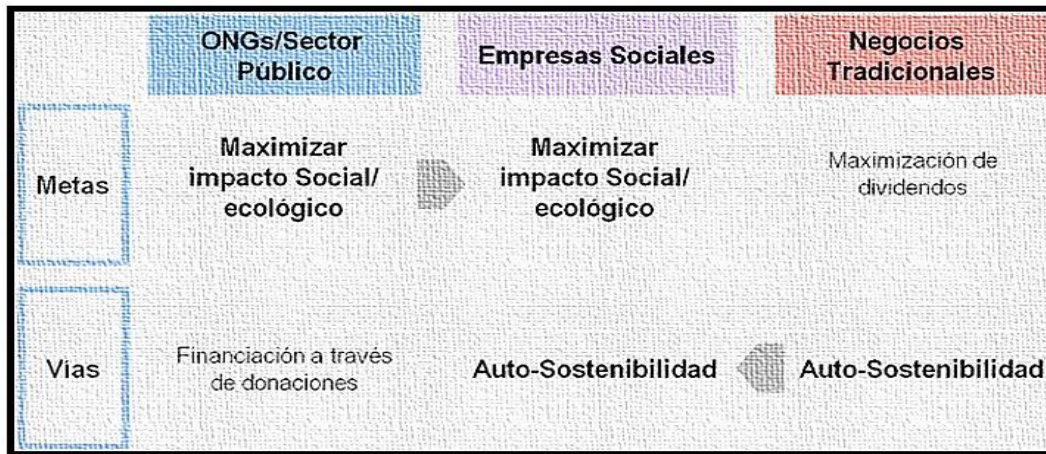 ONGs/Sector
Público
Empresas Sociales
Negocios
Tradicionales
Metas
Maximizar
impacto Social/
ecológico
Maximizar
impacto Social/
ecológico
Maximización de
dividendos
Vías
Financiación a través
de donaciones
Auto-Sostenibilidad
Auto-Sostenibilidad